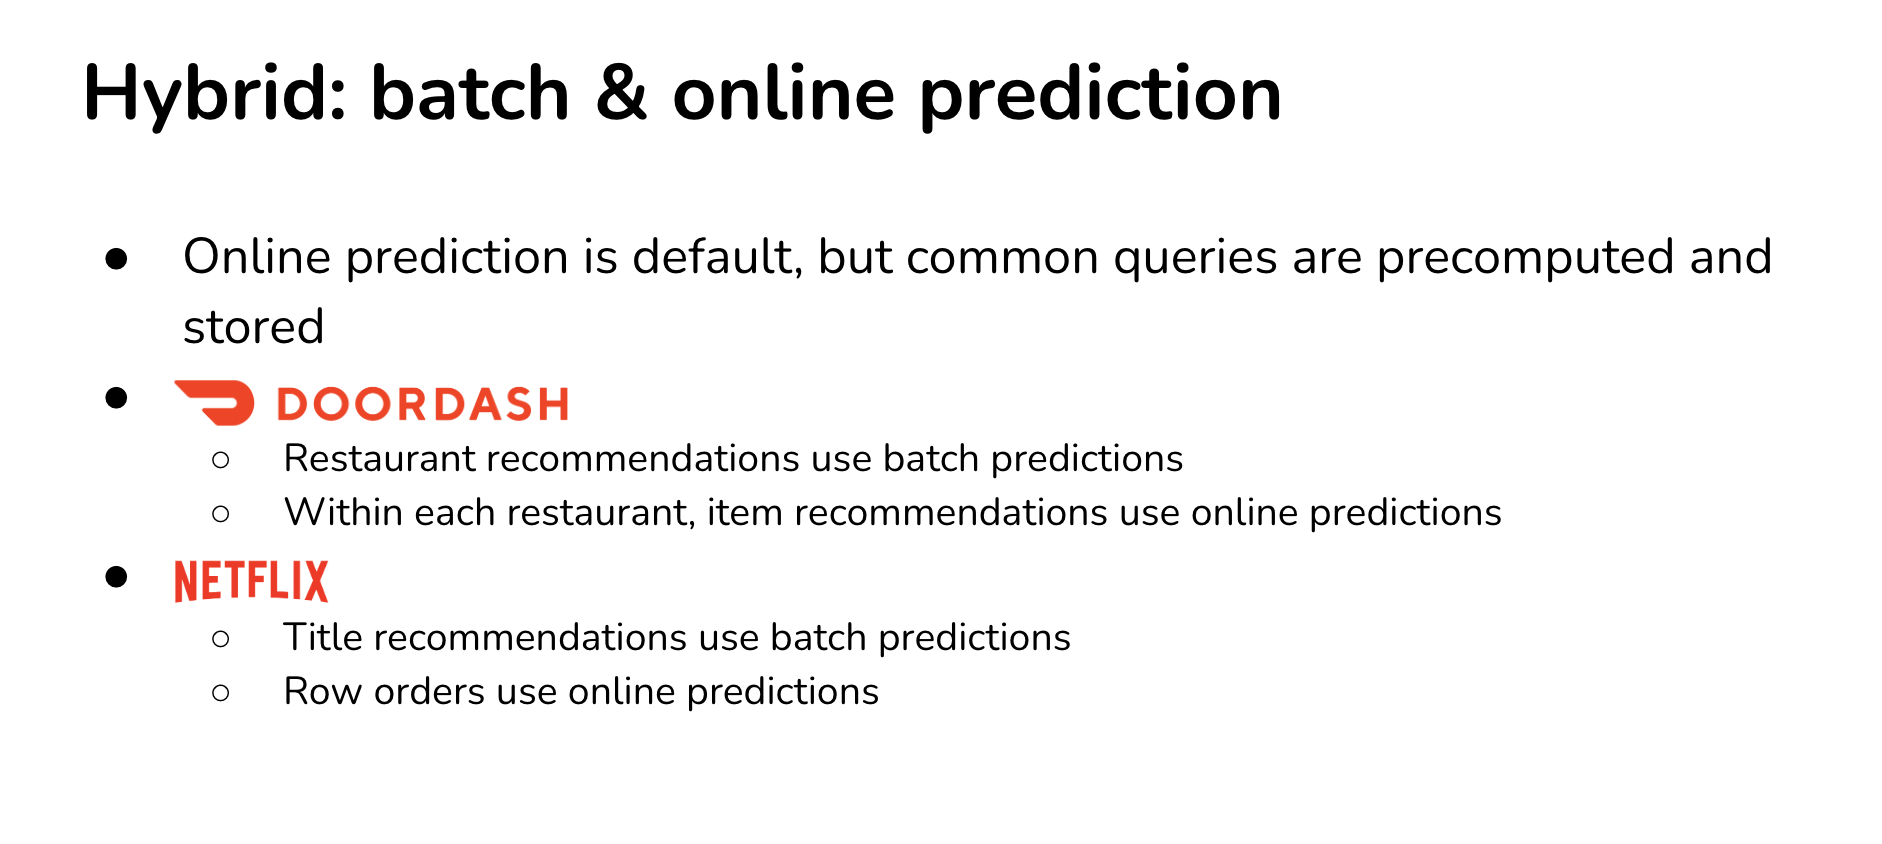 Hybrid: batch & online prediction
● Online prediction is default, but common queries are precomputed and
stored
● DOORDASH
○ Restaurant recommendations use batch predictions
○ Within each restaurant, item recommendations use online predictions
● NETFLIX
○ Title recommendations use batch predictions
○ Row orders use online predictions